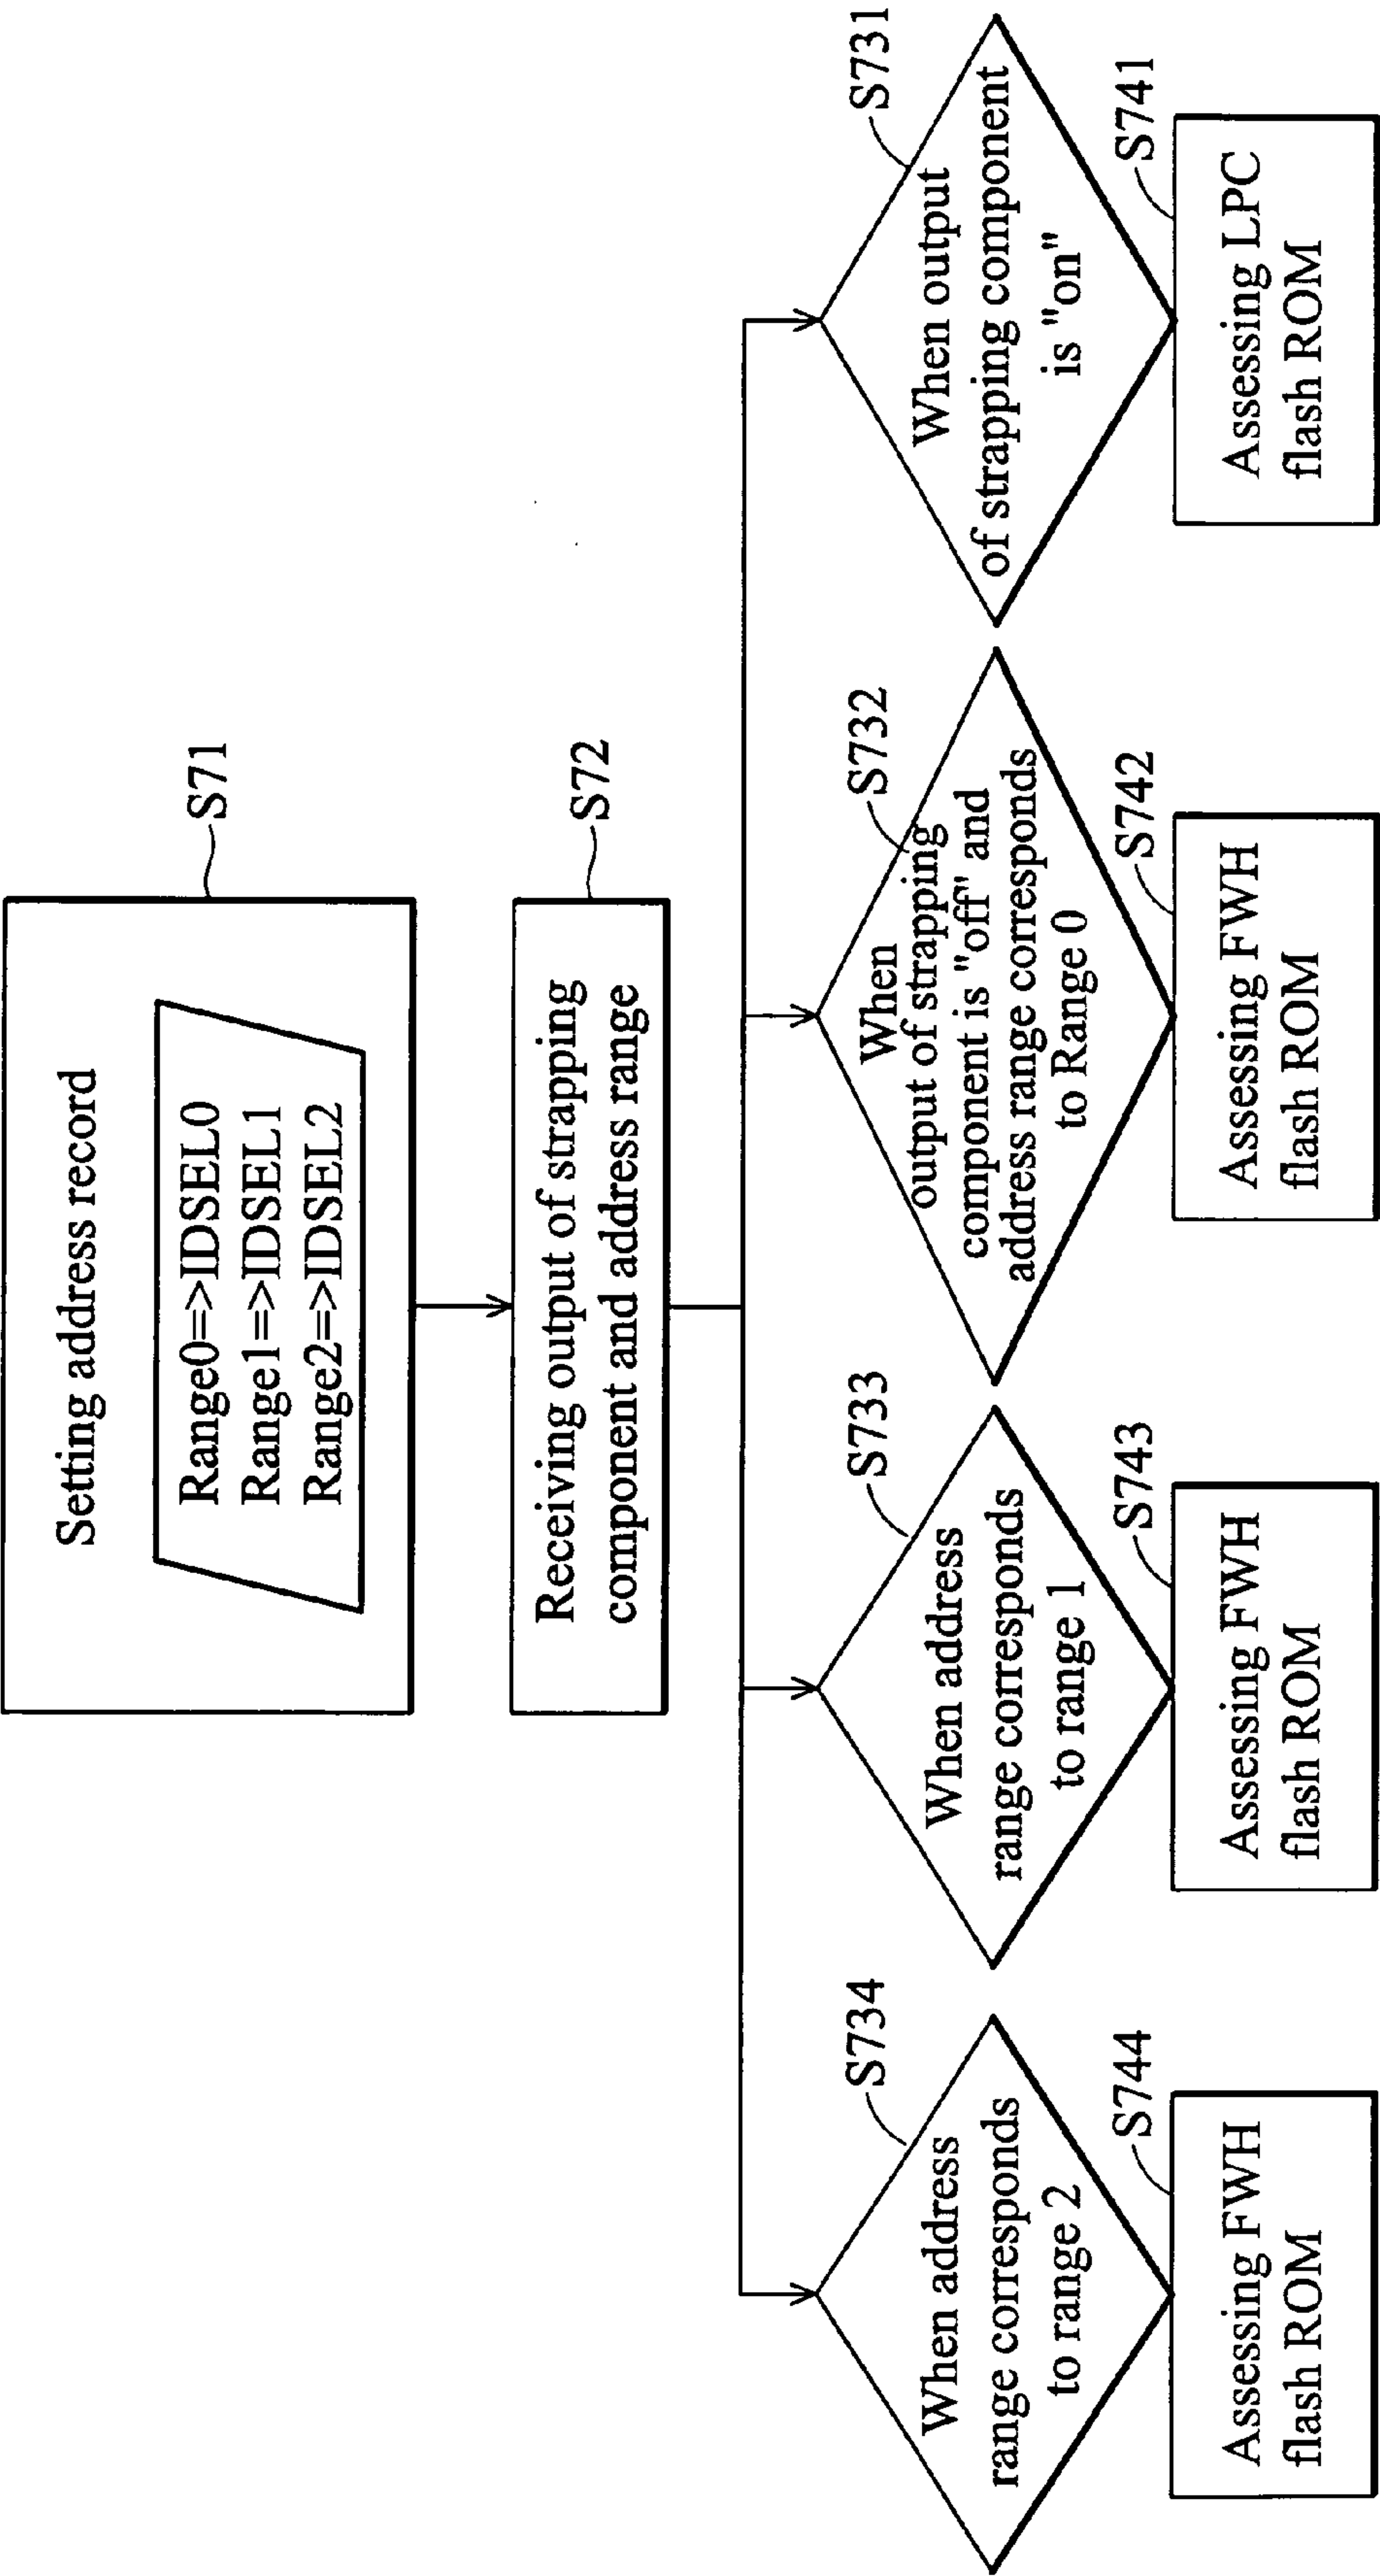 Setting address record
Range0=>IDSEL0
Range1=>IDSEL1
Range2=>IDSEL2
S71
Receiving output of strapping
component and address range
S72
When address
range corresponds
to range 2
S734
When address
range corresponds
to range 1
S733
When
output of strapping
component is "off" and
address range corresponds
to Range 0
S732
When output
of strapping component
is "on"
S731
Assessing FWH
flash ROM
S744
Assessing FWH
flash ROM
S743
Assessing FWH
flash ROM
S742
Assessing LPC
flash ROM
S741